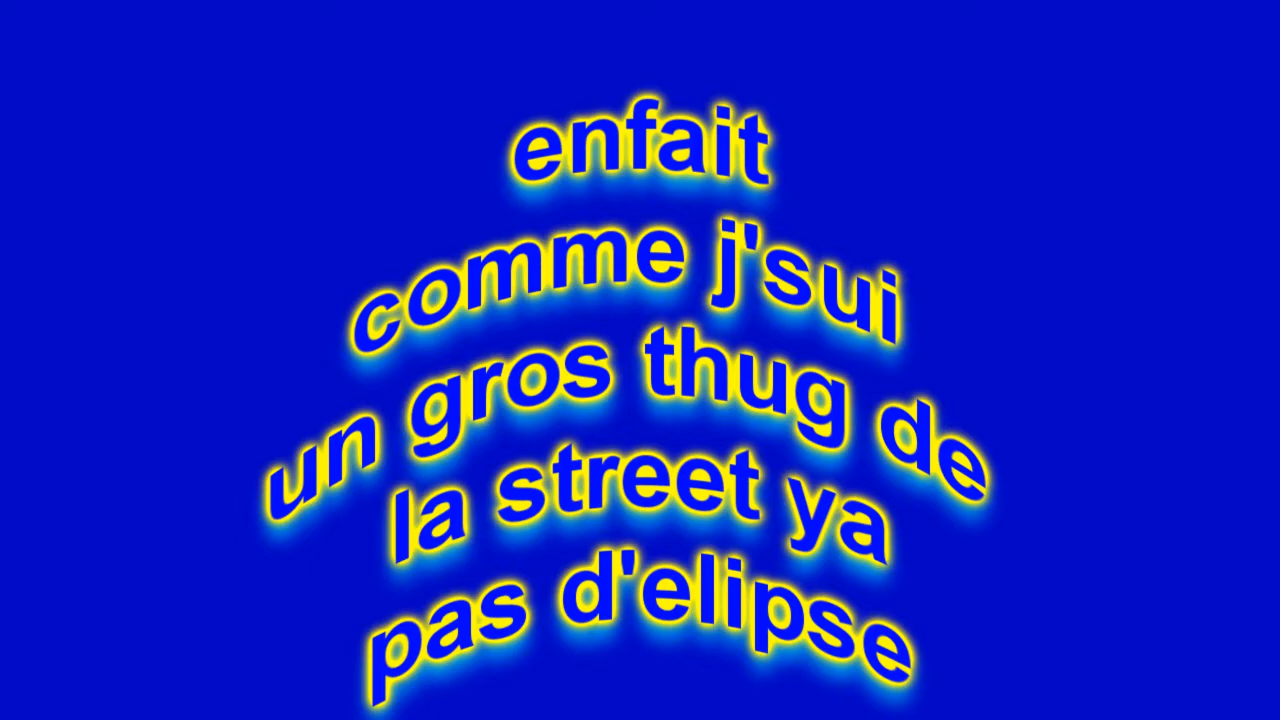 enfait
comme j'sui
un gros thug de
la street ya
pas d'elipse